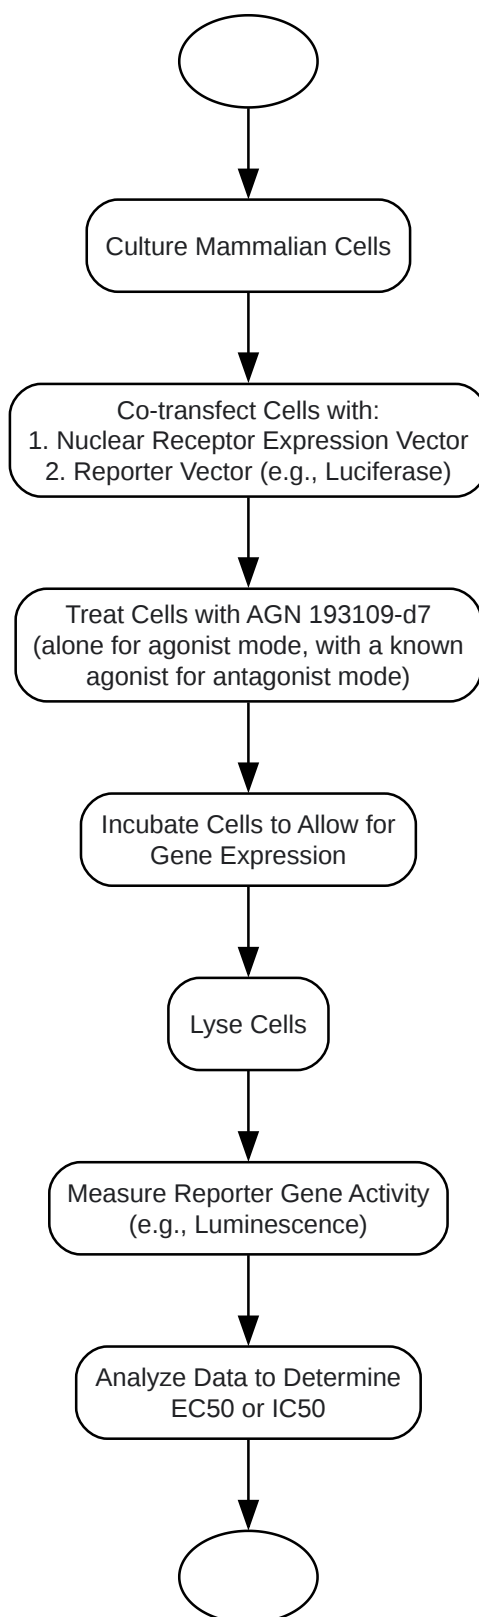 Culture Mammalian Cells
Co-transfect Cells with:
1. Nuclear Receptor Expression Vector
2. Reporter Vector (e.g., Luciferase)
Treat Cells with AGN 193109-d7
(alone for agonist mode, with a known
agonist for antagonist mode)
Incubate Cells to Allow for
Gene Expression
Lyse Cells
Measure Reporter Gene Activity
(e.g., Luminescence)
Analyze Data to Determine
EC50 or IC50